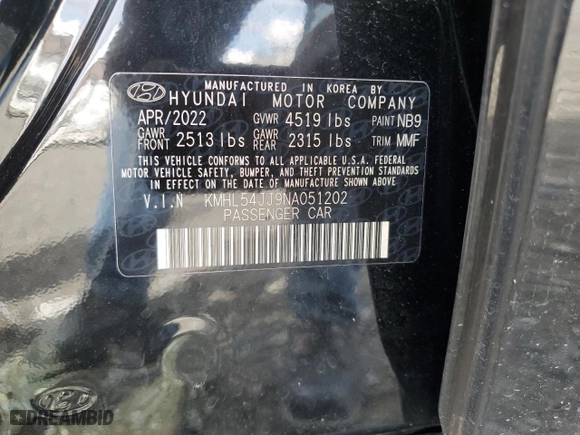 MANUFACTURED IN KOREA BY
HYUNDAI MOTOR COMPANY
APR/2022 GVWR 4519 lbs PAINT NB9
GAWR FRONT 2513 lbs GAWR REAR 2315 lbs TRIM MMF
THIS VEHICLE CONFORMS TO ALL APPLICABLE U.S.A. FEDERAL
MOTOR VEHICLE SAFETY, BUMPER, AND THEFT PREVENTION STANDARDS
IN EFFECT ON THE DATE OF MANUFACTURE SHOWN ABOVE.
V.I.N KMHL54JJ9NA051202
PASSENGER CAR
DREAMBID